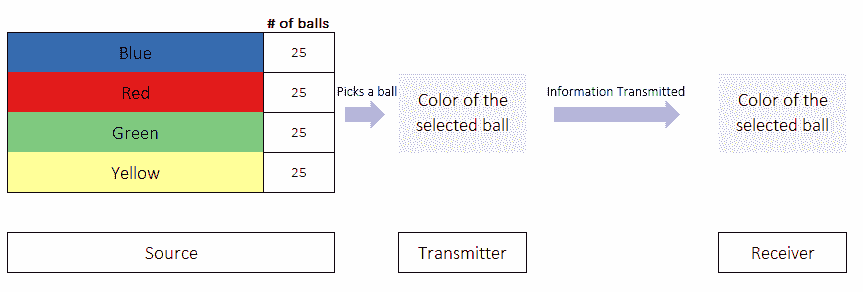 # of balls
Blue 25
Red 25
Green 25
Yellow 25
Picks a ball
Color of the
selected ball
Information Transmitted
Color of the
selected ball
Source
Transmitter
Receiver